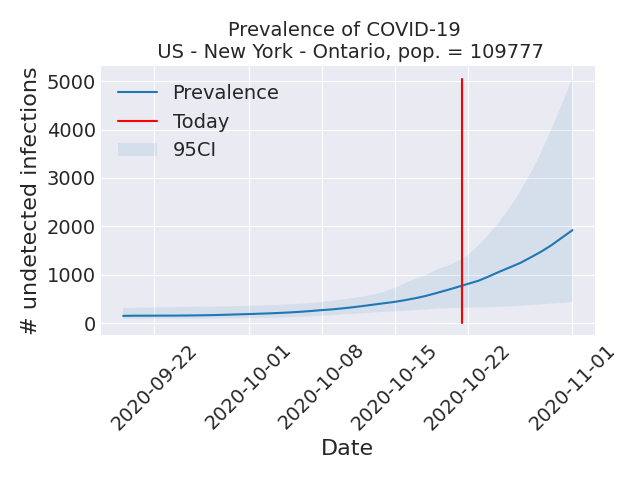 Prevalence of COVID-19
US - New York - Ontario, pop. = 109777
# undetected infections
5000
4000
3000
2000
1000
0
Prevalence
Today
95CI
2020-09-22
2020-10-01
2020-10-08
2020-10-15
2020-10-22
2020-11-01
Date